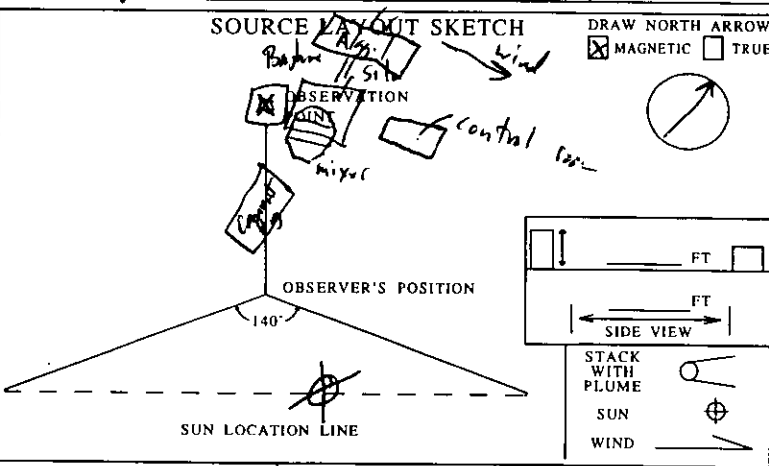 SOURCE LAYOUT SKETCH
DRAW NORTH ARROW
MAGNETIC TRUE
wind
Silo
OBSERVATION
POINT
control
mixer
OBSERVER'S POSITION
140°
FT
FT
SIDE VIEW
STACK
WITH
PLUME
SUN
WIND
SUN LOCATION LINE